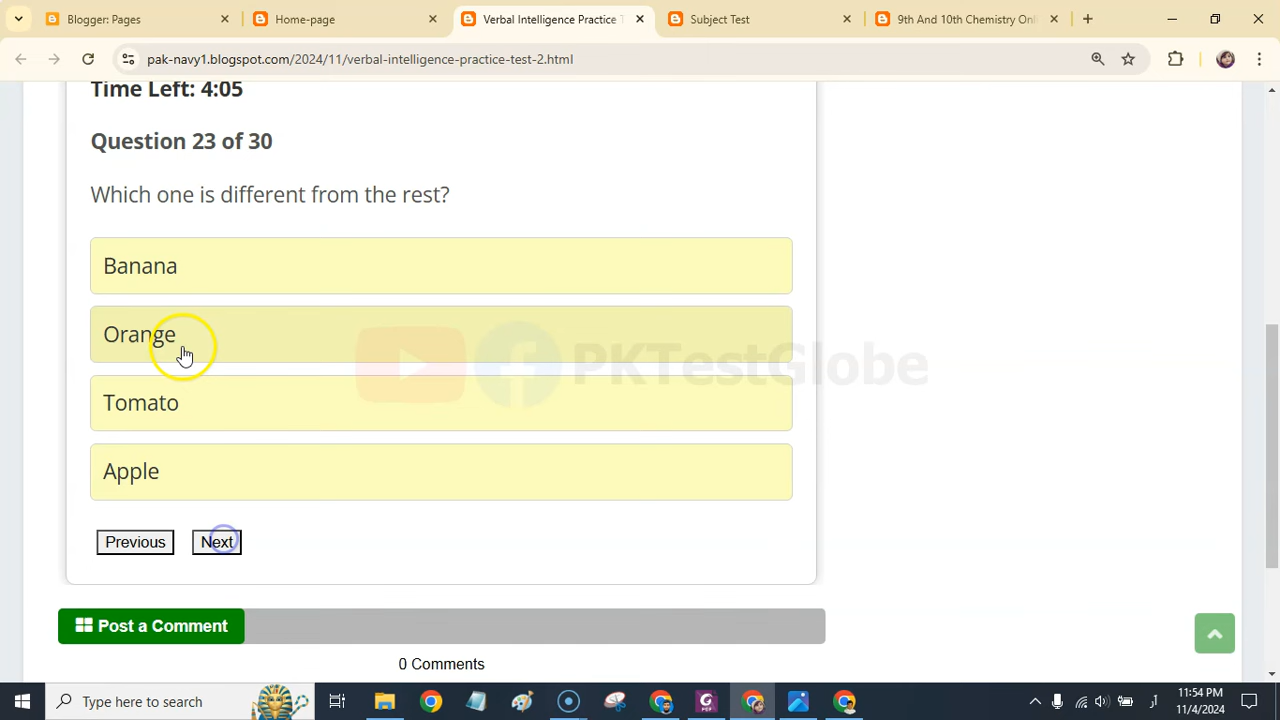 Blogger: Pages
Home-page
Verbal Intelligence Practice T
Subject Test
9th And 10th Chemistry Onl
pak-navy1.blogspot.com/2024/11/verbal-intelligence-practice-test-2.html
Time Left: 4:05
Question 23 of 30
Which one is different from the rest?
Banana
Orange
PKTestGlobe
Tomato
Apple
Previous
Next
Post a Comment
0 Comments
Type here to search
11:54 PM
11/4/2024